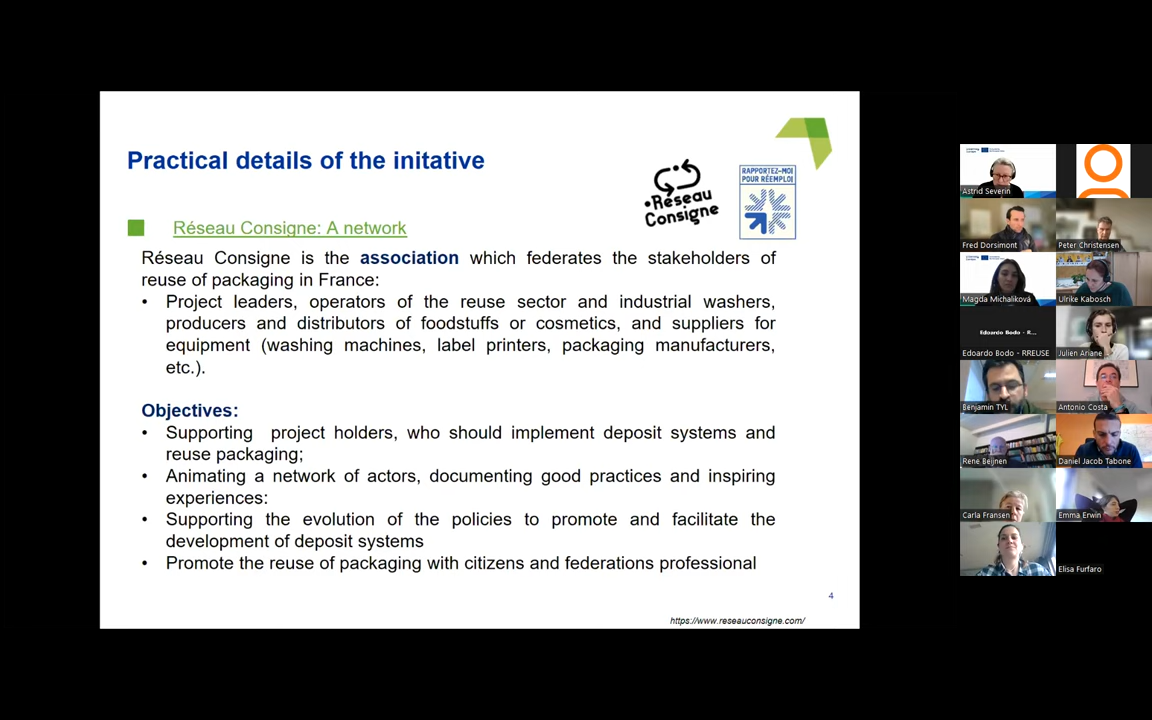 Practical details of the initative
Réseau
Consigne
RAPPORTEZ-MOI
POUR RÉEMPLOI
Réseau Consigne: A network
Réseau Consigne is the association which federates the stakeholders of
reuse of packaging in France:
• Project leaders, operators of the reuse sector and industrial washers,
producers and distributors of foodstuffs or cosmetics, and suppliers for
equipment (washing machines, label printers, packaging manufacturers,
etc.).
Objectives:
• Supporting project holders, who should implement deposit systems and
reuse packaging;
• Animating a network of actors, documenting good practices and inspiring
experiences:
• Supporting the evolution of the policies to promote and facilitate the
development of deposit systems
• Promote the reuse of packaging with citizens and federations professional
4
https://www.reseauconsigne.com/
Astrid Severin
Fred Dorsimont
Peter Christensen
Magda Michaliková
Ulrike Kabosch
Edoardo Bodo - R...
Edoardo Bodo - RREUSE
Julien Ariane
Benjamin TYL
Antonio Costa
René Beijnen
Daniel Jacob Tabone
Carla Fransen
Emma Erwin
Elisa Furfaro